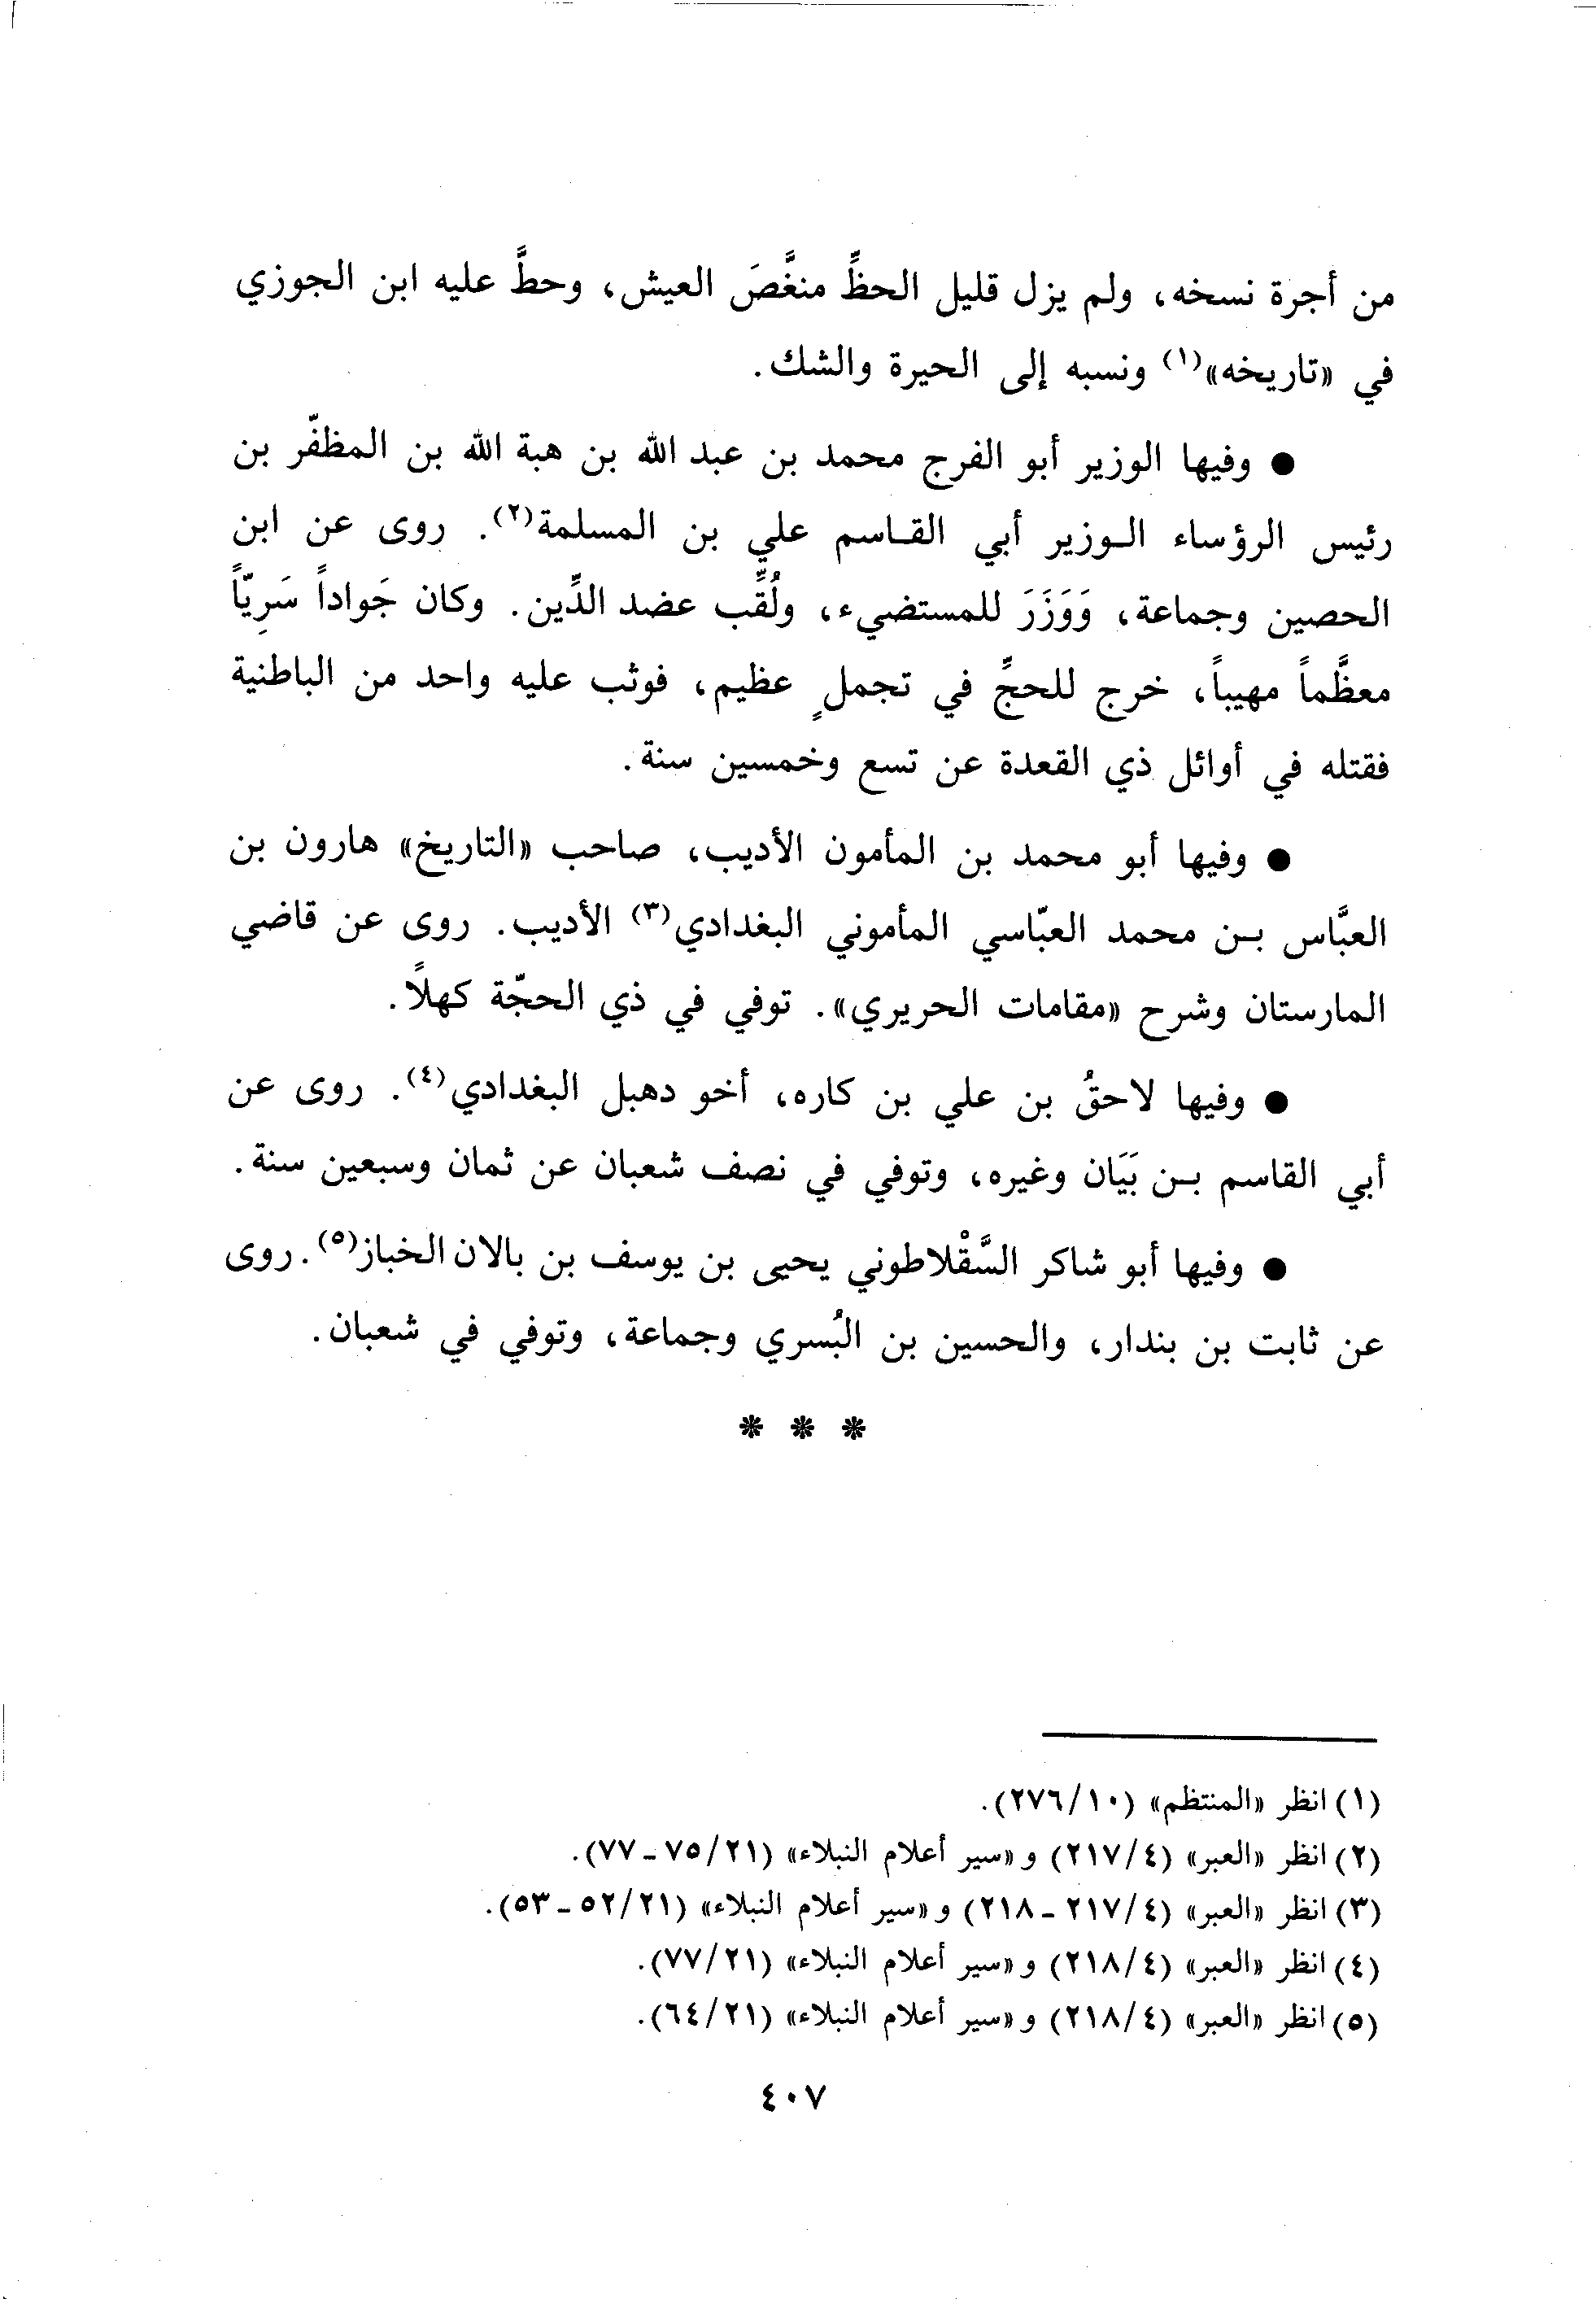 من أجرة نسخه، ولم يزل قليل الحظِّ منغَّصَ العيش، وحطَّ عليه ابن الجوزي
في «تاريخه»(١) ونسبه إلى الحيرة والشك.
● وفيها الوزير أبو الفرج محمد بن عبد الله بن هبة الله بن المظفّر بن
رئيس الرؤساء الـوزير أبي القـاسم علي بن المسلمة(٢). روى عن ابن
الحصين وجماعة، وَوَزَرَ للمستضيء، ولُقِّب عضد الدِّين. وكان جَواداً سَرِيّاً
معظَّماً مهيباً، خرج للحجِّ في تجملٍ عظيم، فوثب عليه واحد من الباطنية
فقتله في أوائل ذي القعدة عن تسع وخمسين سنة.
● وفيها أبو محمد بن المأمون الأديب، صاحب «التاريخ» هارون بن
العبَّاس بـن محمد العبّاسي المأموني البغدادي(٣) الأديب. روى عن قاضي
المارستان وشرح «مقامات الحريري». توفي في ذي الحجّة كهلاً.
● وفيها لاحقُ بن علي بن كاره، أخو دهبل البغدادي(٤). روى عن
أبي القاسم بـن بَيَان وغيره، وتوفي في نصف شعبان عن ثمان وسبعين سنة.
● وفيها أبو شاكر السَّقْلاطوني يحيى بن يوسف بن بالان الخباز(٥). روى
عن ثابت بن بندار، والحسين بن البُسري وجماعة، وتوفي في شعبان.
* * *
(١) انظر «المنتظم» (٢٧٦/١٠).
(٢) انظر «العبر» (٢١٧/٤) و «سير أعلام النبلاء» (٧٥/٢١ - ٧٧).
(٣) انظر «العبر» (٢١٧/٤ - ٢١٨) و «سير أعلام النبلاء» (٥٢/٢١ - ٥٣).
(٤) انظر «العبر» (٢١٨/٤) و «سير أعلام النبلاء» (٧٧/٢١).
(٥) انظر «العبر» (٢١٨/٤) و «سير أعلام النبلاء» (٦٤/٢١).
٤٠٧